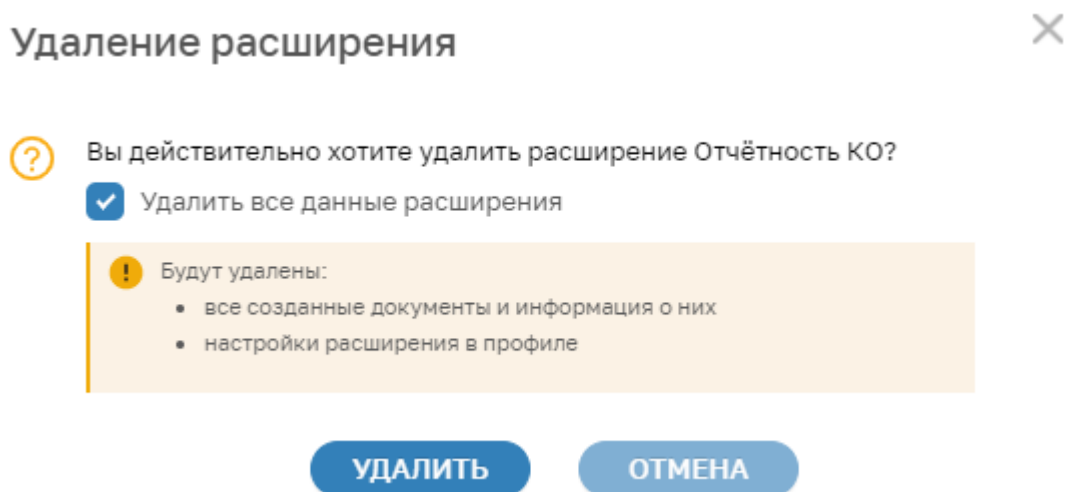 Удаление расширения
Вы действительно хотите удалить расширение Отчётность КО?
Удалить все данные расширения
Будут удалены:
• все созданные документы и информация о них
• настройки расширения в профиле
УДАЛИТЬ ОТМЕНА